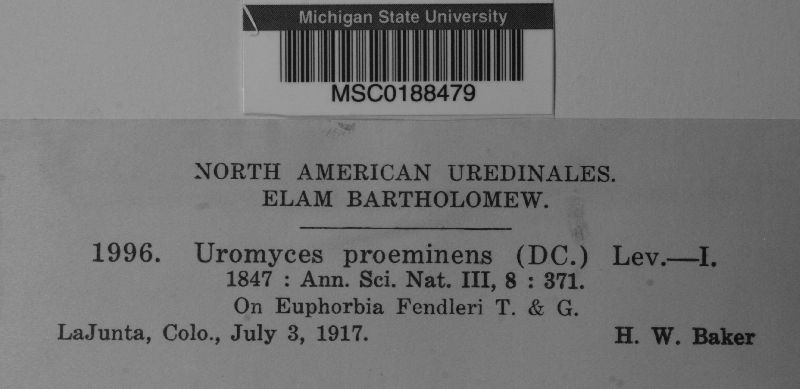 Michigan State University
MSC0188479
NORTH AMERICAN UREDINALES.
ELAM BARTHOLOMEW.
1996. Uromyces proeminens (DC.) Lev.—I.
1847 : Ann. Sci. Nat. III, 8 : 371.
On Euphorbia Fendleri T. & G.
LaJunta, Colo., July 3, 1917. H. W. Baker